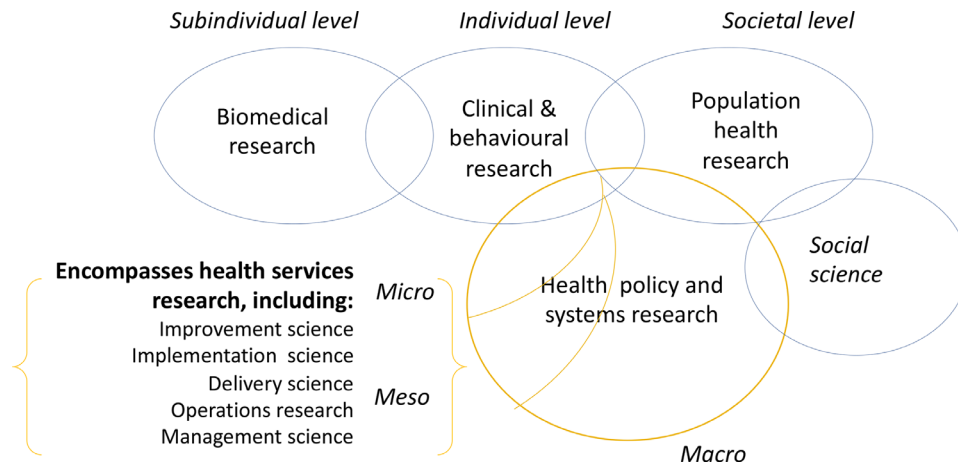 Subindividual level
Individual level
Societal level
Biomedical
research
Clinical &
behavioural
research
Population
health
research
Social
science
Encompasses health services
research, including:
Improvement science
Implementation science
Delivery science
Operations research
Management science
Micro
Meso
Health policy and
systems research
Macro